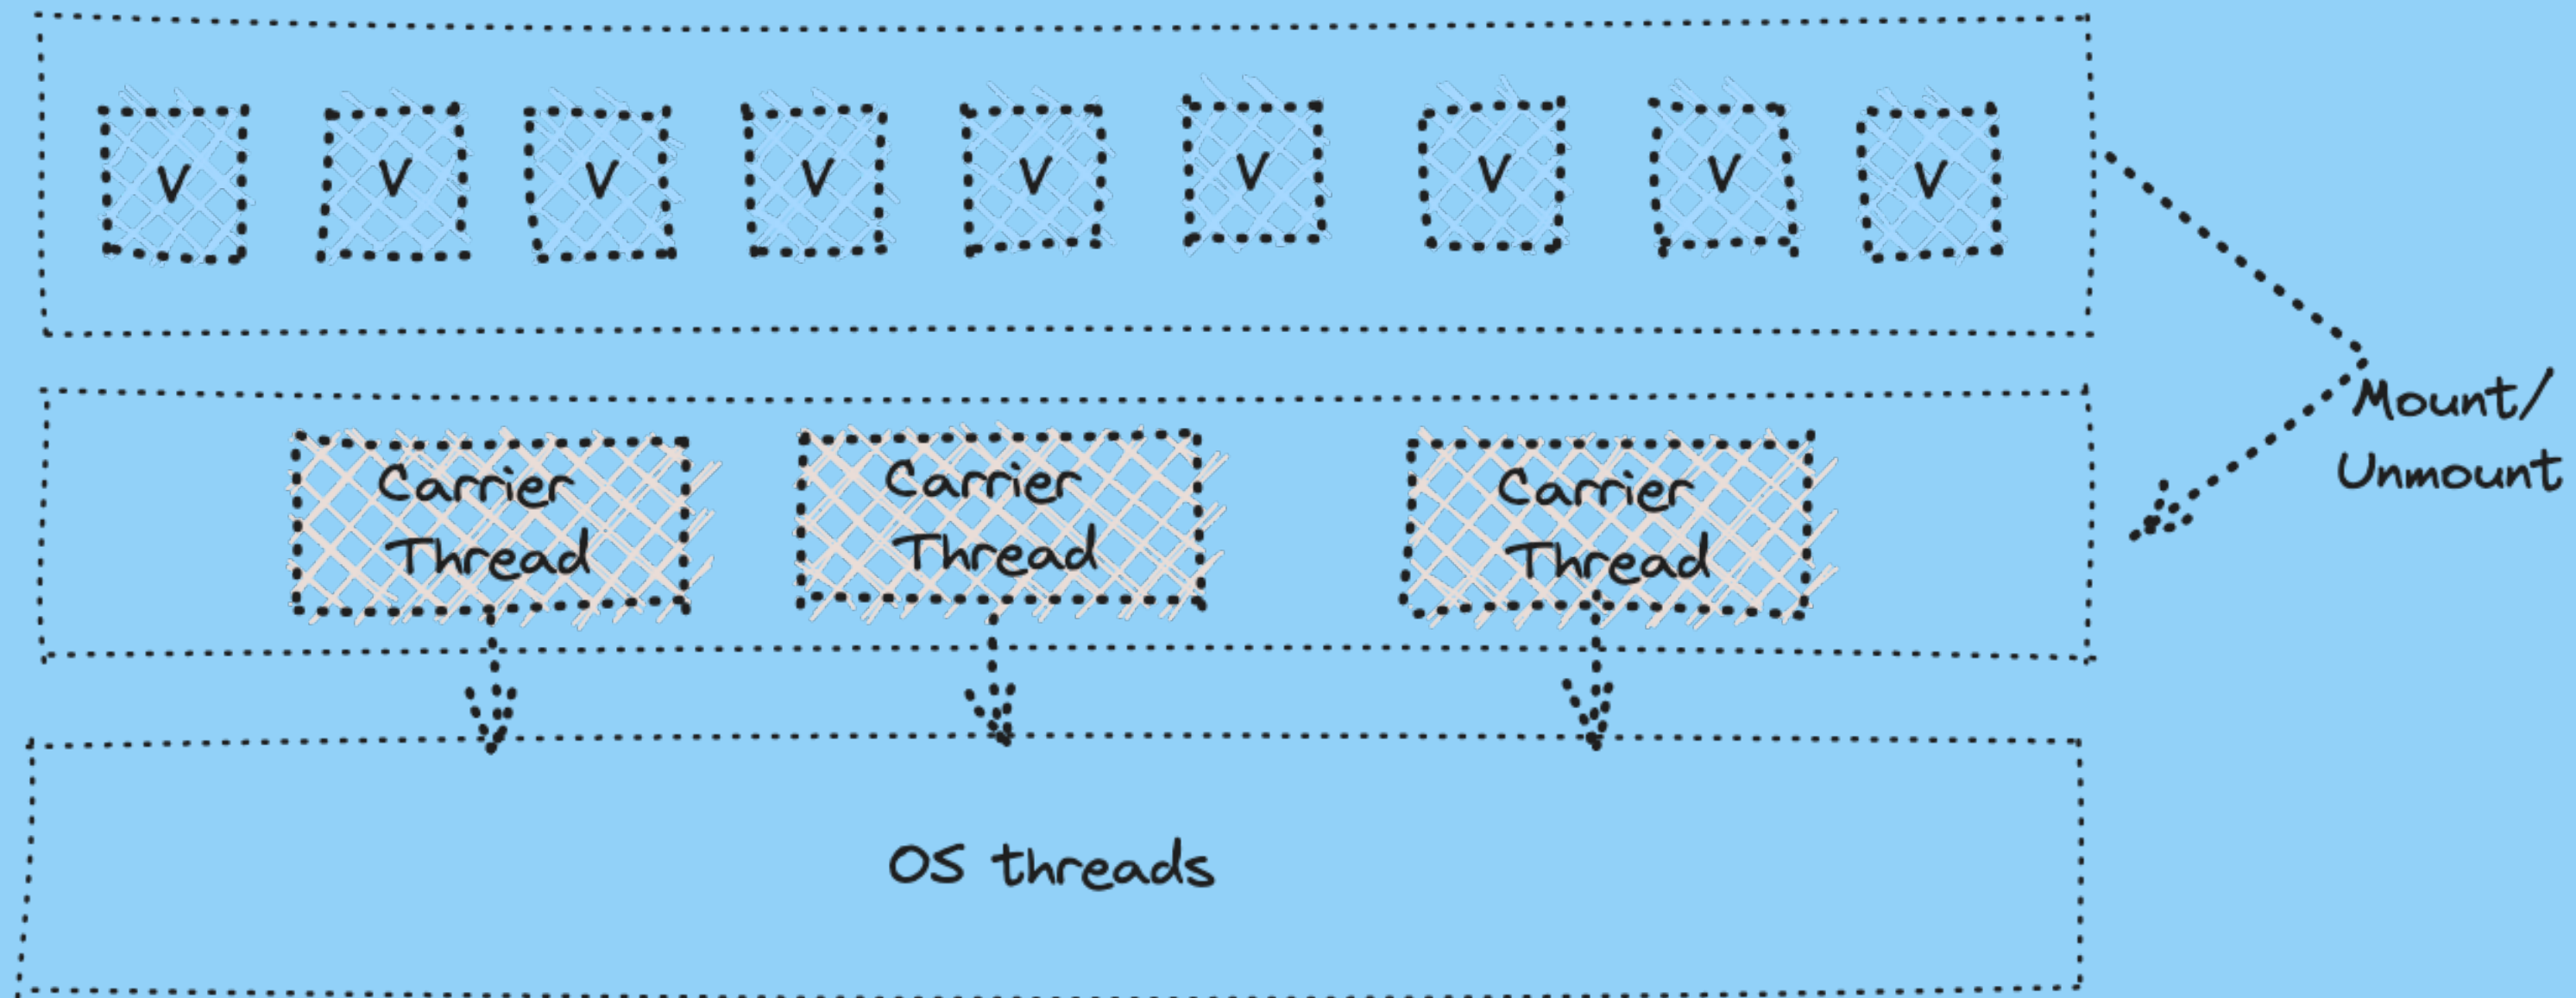 V V V V V V V V V
Mount/
Unmount
Carrier
Thread
Carrier
Thread
Carrier
Thread
OS threads